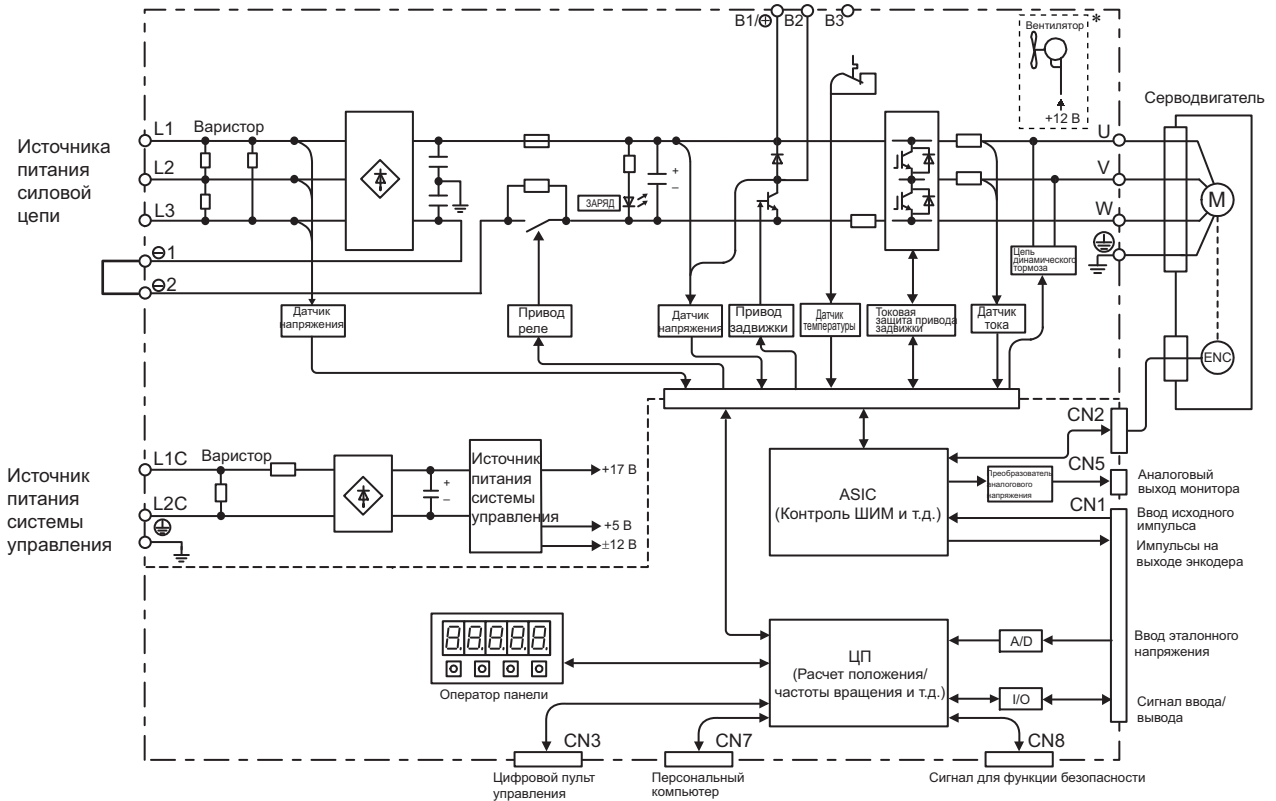 B1/⊕ B2 B3
Вентилятор *
+12 В
Серводвигатель
Источника
питания
силовой
цепи
L1
Варистор
L2
L3
⊖1
⊖2
ЗАРЯД
+
–
U
V
W
M
ENC
Датчик
напряжения
Привод
реле
Датчик
напряжения
Привод
задвижки
Датчик
температуры
Токовая
защита привода
задвижки
Датчик
тока
Цепь
динамического
тормоза
Источник
питания
системы
управления
L1C
Варистор
L2C
+
–
Источник
питания
системы
управления
+17 В
+5 В
±12 В
ASIC
(Контроль ШИМ и т.д.)
Преобразователь
аналогового
напряжения
CN2
CN5
Аналоговый
выход монитора
CN1
Ввод исходного
импульса
Импульсы на
выходе энкодера
8.8.8.8.8.
Оператор панели
ЦП
(Расчет положения/
частоты вращения и т.д.)
A/D
I/O
Ввод эталонного
напряжения
Сигнал ввода/
вывода
CN3
Цифровой пульт
управления
CN7
Персональный
компьютер
CN8
Сигнал для функции безопасности